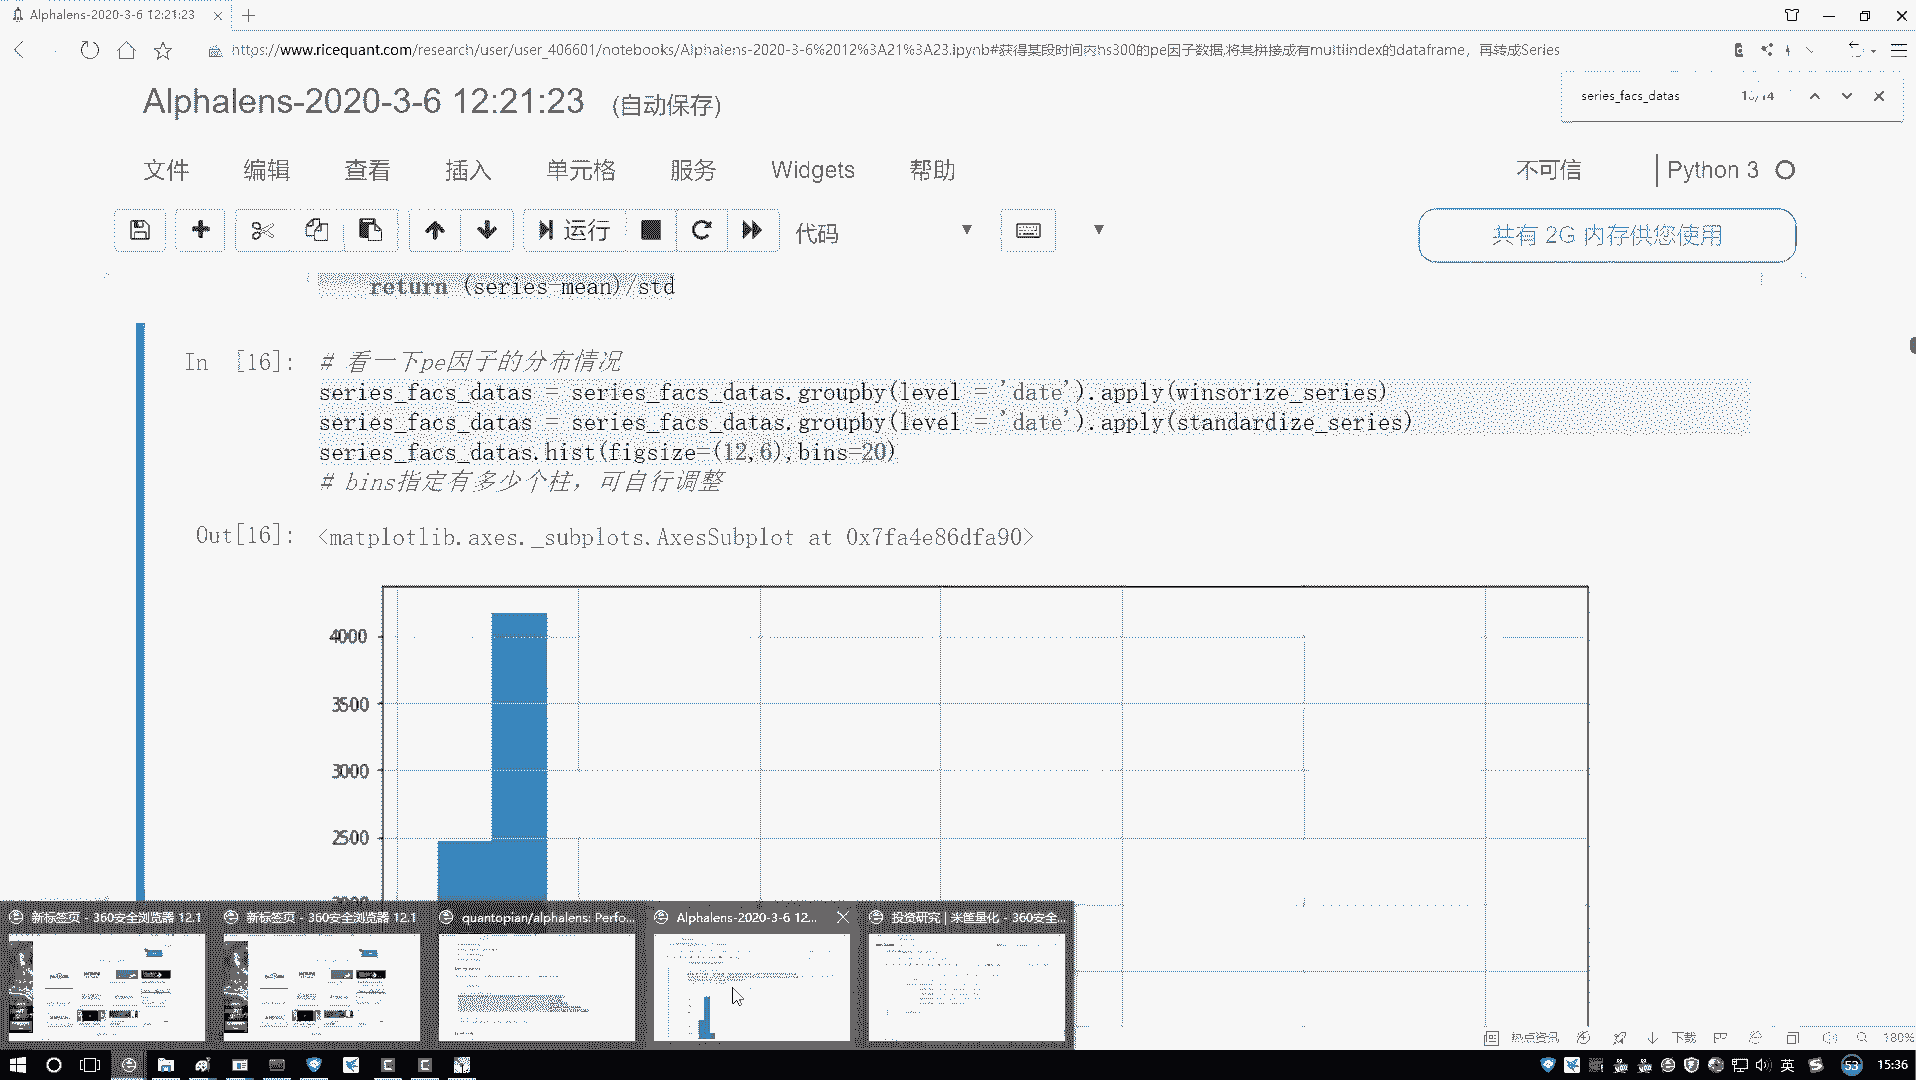 Alphalens-2020-3-6 12:21:23
https://www.ricequant.com/research/user/user_406601/notebooks/Alphalens-2020-3-6%2012%3A21%3A23.ipynb#获得某段时间内hs300的pe因子数据,将其拼接成有multiindex的dataframe，再转成Series
Alphalens-2020-3-6 12:21:23 (自动保存)
series_facs_datas
文件 编辑 查看 插入 单元格 服务 Widgets 帮助
不可信 Python 3
运行 代码
共有 2G 内存供您使用
return (series-mean)/std
In [16]:
# 看一下pe因子的分布情况
series_facs_datas = series_facs_datas.groupby(level = 'date').apply(winsorize_series)
series_facs_datas = series_facs_datas.groupby(level = 'date').apply(standardize_series)
series_facs_datas.hist(figsize=(12,6),bins=20)
# bins指定有多少个柱，可自行调整
Out[16]: <matplotlib.axes._subplots.AxesSubplot at 0x7fa4e86dfa90>
4000
3500
3000
2500
新标签页 - 360安全浏览器 12.1
新标签页 - 360安全浏览器 12.1
quantopian/alphalens: Perfo...
Alphalens-2020-3-6 12...
投资研究 | 米筐量化 - 360安全...
热点资讯 下载 180%
英 53 15:36